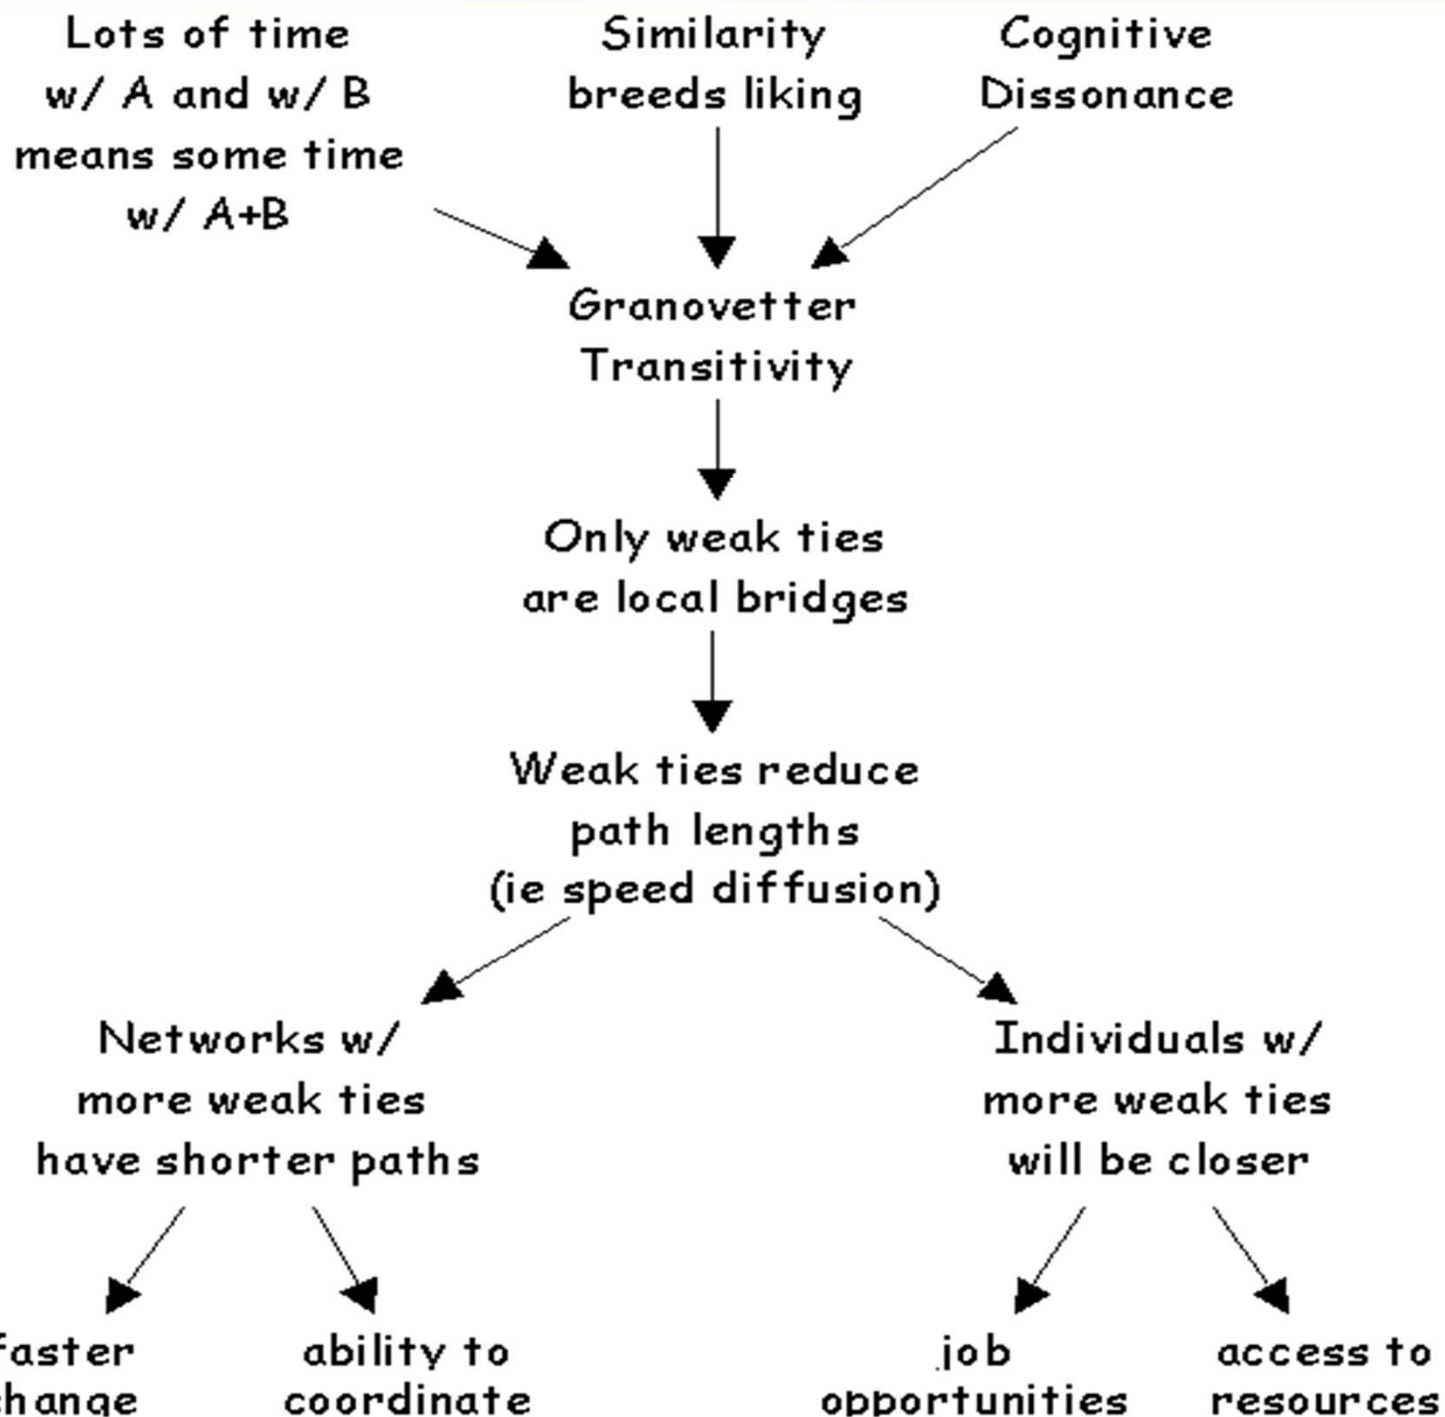 Lots of time
w/ A and w/ B
means some time
w/ A+B
Similarity
breeds liking
Cognitive
Dissonance
Granovetter
Transitivity
Only weak ties
are local bridges
Weak ties reduce
path lengths
(ie speed diffusion)
Networks w/
more weak ties
have shorter paths
Individuals w/
more weak ties
will be closer
faster
change
ability to
coordinate
job
opportunities
access to
resources